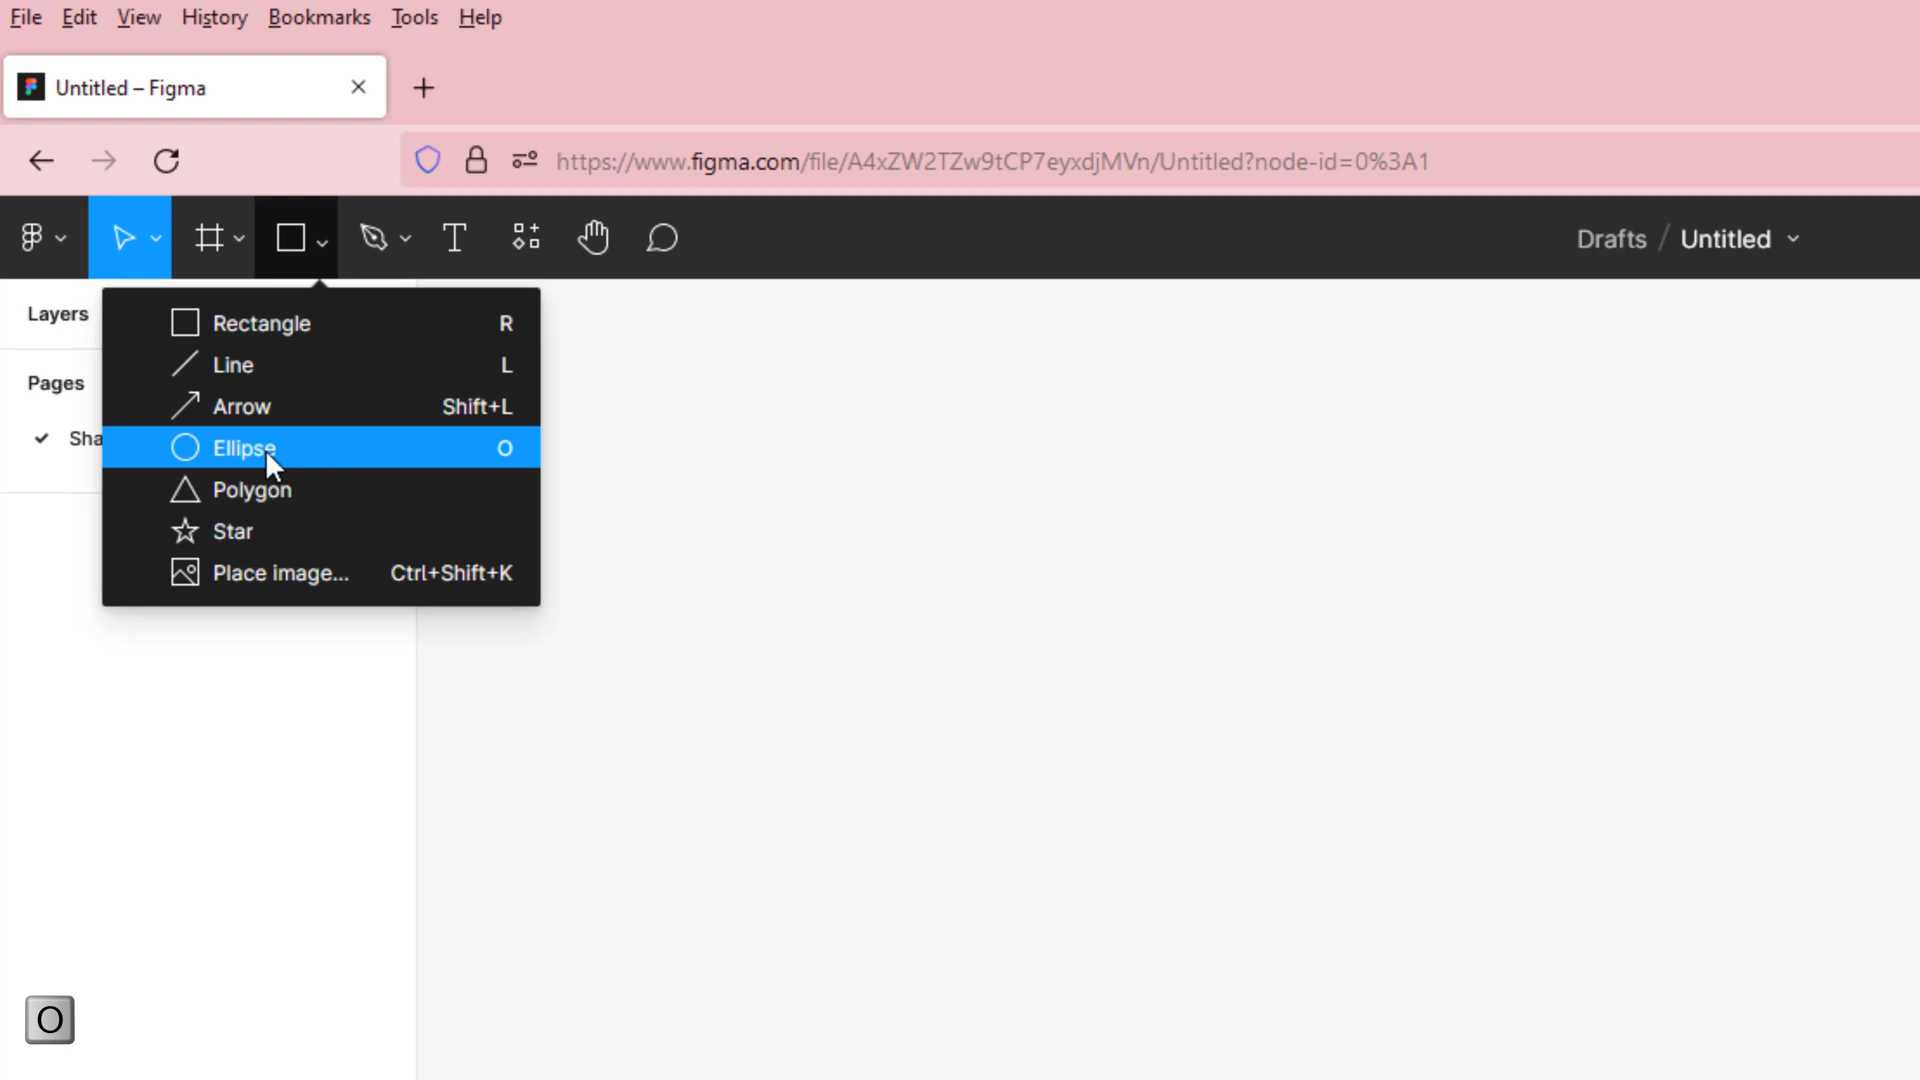 File Edit View History Bookmarks Tools Help
Untitled – Figma
https://www.figma.com/file/A4xZW2TZw9tCP7eyxdjMVn/Untitled?node-id=0%3A1
Drafts / Untitled
Layers
Pages
Sha
Rectangle R
Line L
Arrow Shift+L
Ellipse O
Polygon
Star
Place image... Ctrl+Shift+K
O